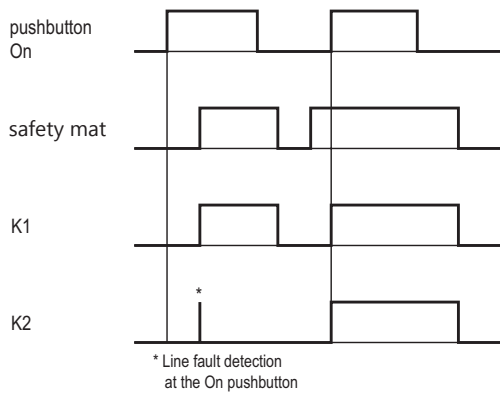 pushbutton
On
safety mat
K1
*
K2
* Line fault detection
at the On pushbutton